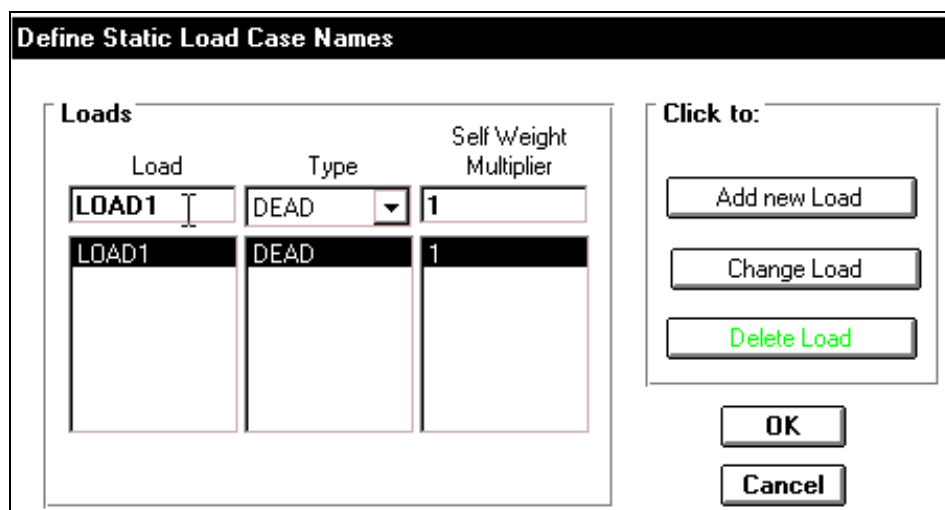 Define Static Load Case Names
Loads
Load
Type
Self Weight
Multiplier
LOAD1
DEAD
1
LOAD1
DEAD
1
Click to:
Add new Load
Change Load
Delete Load
OK
Cancel